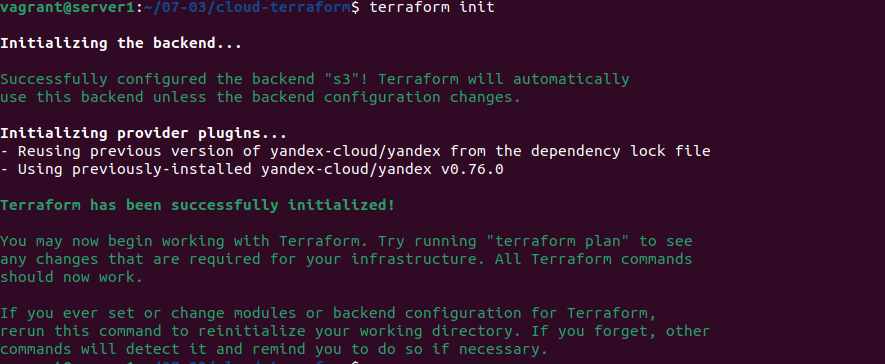 vagrant@server1:~/07-03/cloud-terraform$ terraform init
Initializing the backend...
Successfully configured the backend "s3"! Terraform will automatically
use this backend unless the backend configuration changes.
Initializing provider plugins...
- Reusing previous version of yandex-cloud/yandex from the dependency lock file
- Using previously-installed yandex-cloud/yandex v0.76.0
Terraform has been successfully initialized!
You may now begin working with Terraform. Try running "terraform plan" to see
any changes that are required for your infrastructure. All Terraform commands
should now work.
If you ever set or change modules or backend configuration for Terraform,
rerun this command to reinitialize your working directory. If you forget, other
commands will detect it and remind you to do so if necessary.